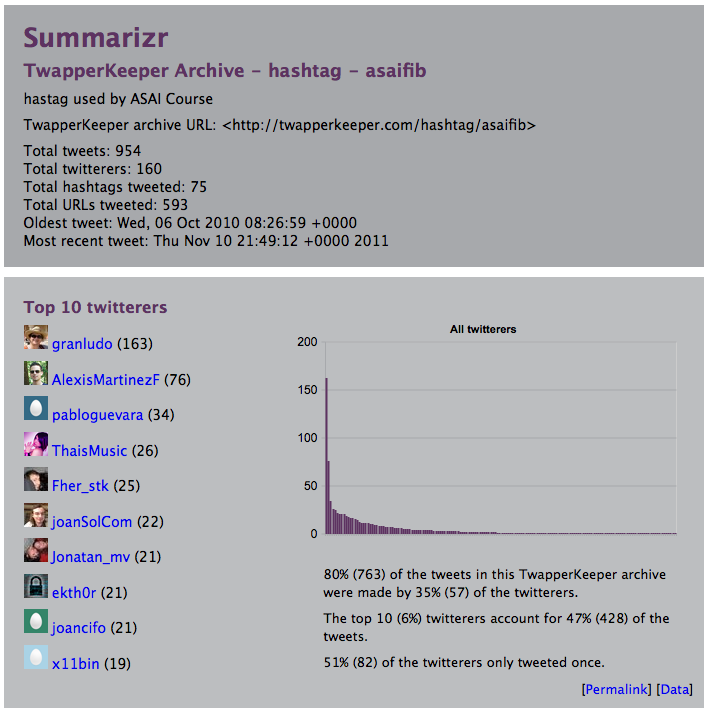 Summarizr
TwapperKeeper Archive - hashtag - asaifib
hastag used by ASAI Course
TwapperKeeper archive URL: <http://twapperkeeper.com/hashtag/asaifib>
Total tweets: 954
Total twitterers: 160
Total hashtags tweeted: 75
Total URLs tweeted: 593
Oldest tweet: Wed, 06 Oct 2010 08:26:59 +0000
Most recent tweet: Thu Nov 10 21:49:12 +0000 2011
Top 10 twitterers
granludo (163)
AlexisMartinezF (76)
pabloguevara (34)
ThaisMusic (26)
Fher_stk (25)
joanSolCom (22)
Jonatan_mv (21)
ekth0r (21)
joancifo (21)
x11bin (19)
All twitterers
200
150
100
50
0
80% (763) of the tweets in this TwapperKeeper archive
were made by 35% (57) of the twitterers.
The top 10 (6%) twitterers account for 47% (428) of the
tweets.
51% (82) of the twitterers only tweeted once.
[Permalink] [Data]